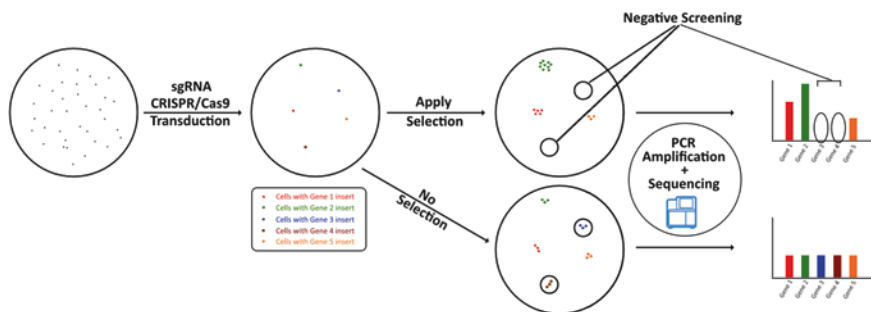 Negative Screening
sgRNA
CRISPR/Cas9
Transduction
Apply
Selection
No
Selection
Cells with Gene 1 insert
Cells with Gene 2 insert
Cells with Gene 3 insert
Cells with Gene 4 insert
Cells with Gene 5 insert
PCR
Amplification
+
Sequencing
Gene 1
Gene 2
Gene 3
Gene 4
Gene 5
Gene 1
Gene 2
Gene 3
Gene 4
Gene 5